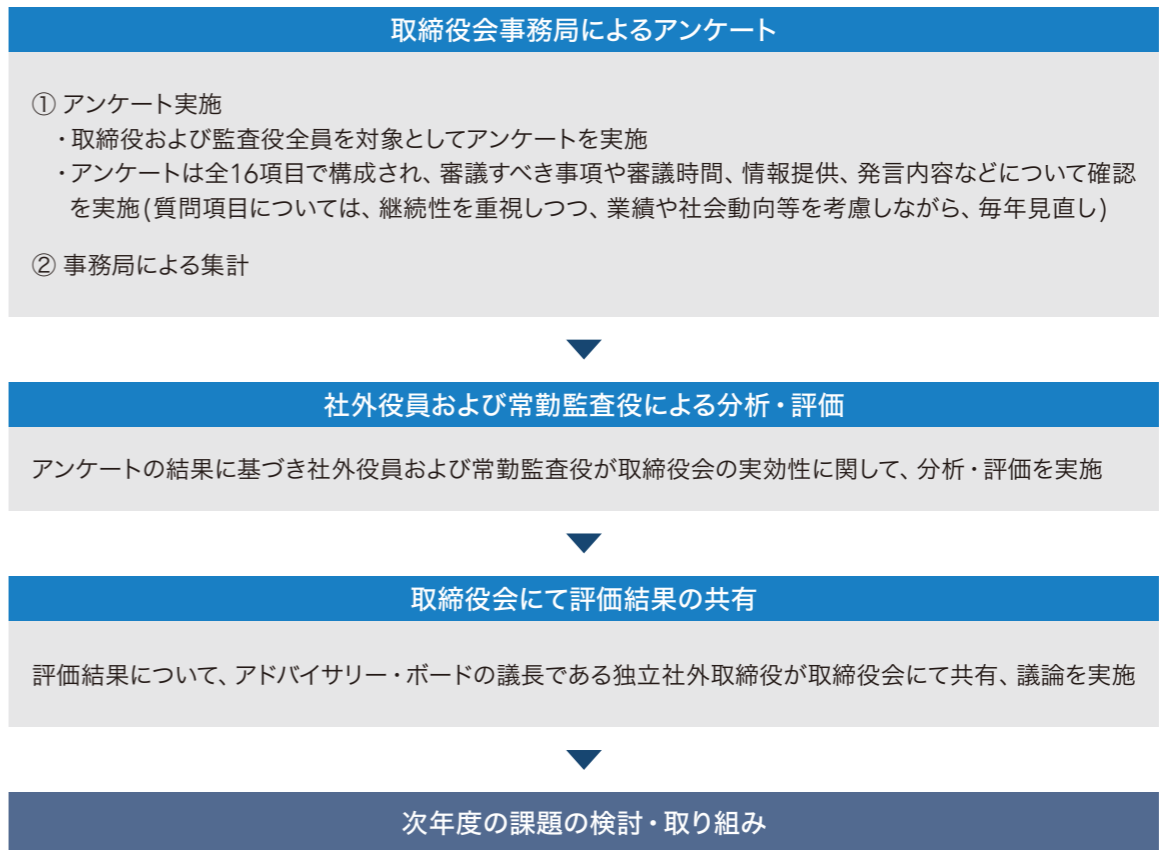 取締役会事務局によるアンケート
① アンケート実施
・取締役および監査役全員を対象としてアンケートを実施
・アンケートは全16項目で構成され、審議すべき事項や審議時間、情報提供、発言内容などについて確認
を実施(質問項目については、継続性を重視しつつ、業績や社会動向等を考慮しながら、毎年見直し)
② 事務局による集計
社外役員および常勤監査役による分析・評価
アンケートの結果に基づき社外役員および常勤監査役が取締役会の実効性に関して、分析・評価を実施
取締役会にて評価結果の共有
評価結果について、アドバイサリー・ボードの議長である独立社外取締役が取締役会にて共有、議論を実施
次年度の課題の検討・取り組み